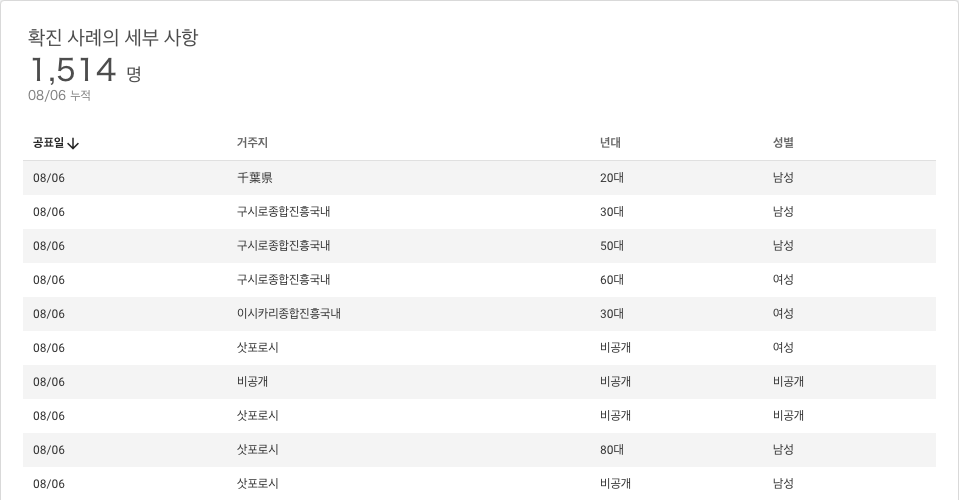 확진 사례의 세부 사항
1,514 명
08/06 누적
공표일 거주지 년대 성별
08/06 千葉県 20대 남성
08/06 구시로종합진흥국내 30대 남성
08/06 구시로종합진흥국내 50대 남성
08/06 구시로종합진흥국내 60대 여성
08/06 이시카리종합진흥국내 30대 여성
08/06 삿포로시 비공개 여성
08/06 비공개 비공개 비공개
08/06 삿포로시 비공개 비공개
08/06 삿포로시 80대 남성
08/06 삿포로시 비공개 남성